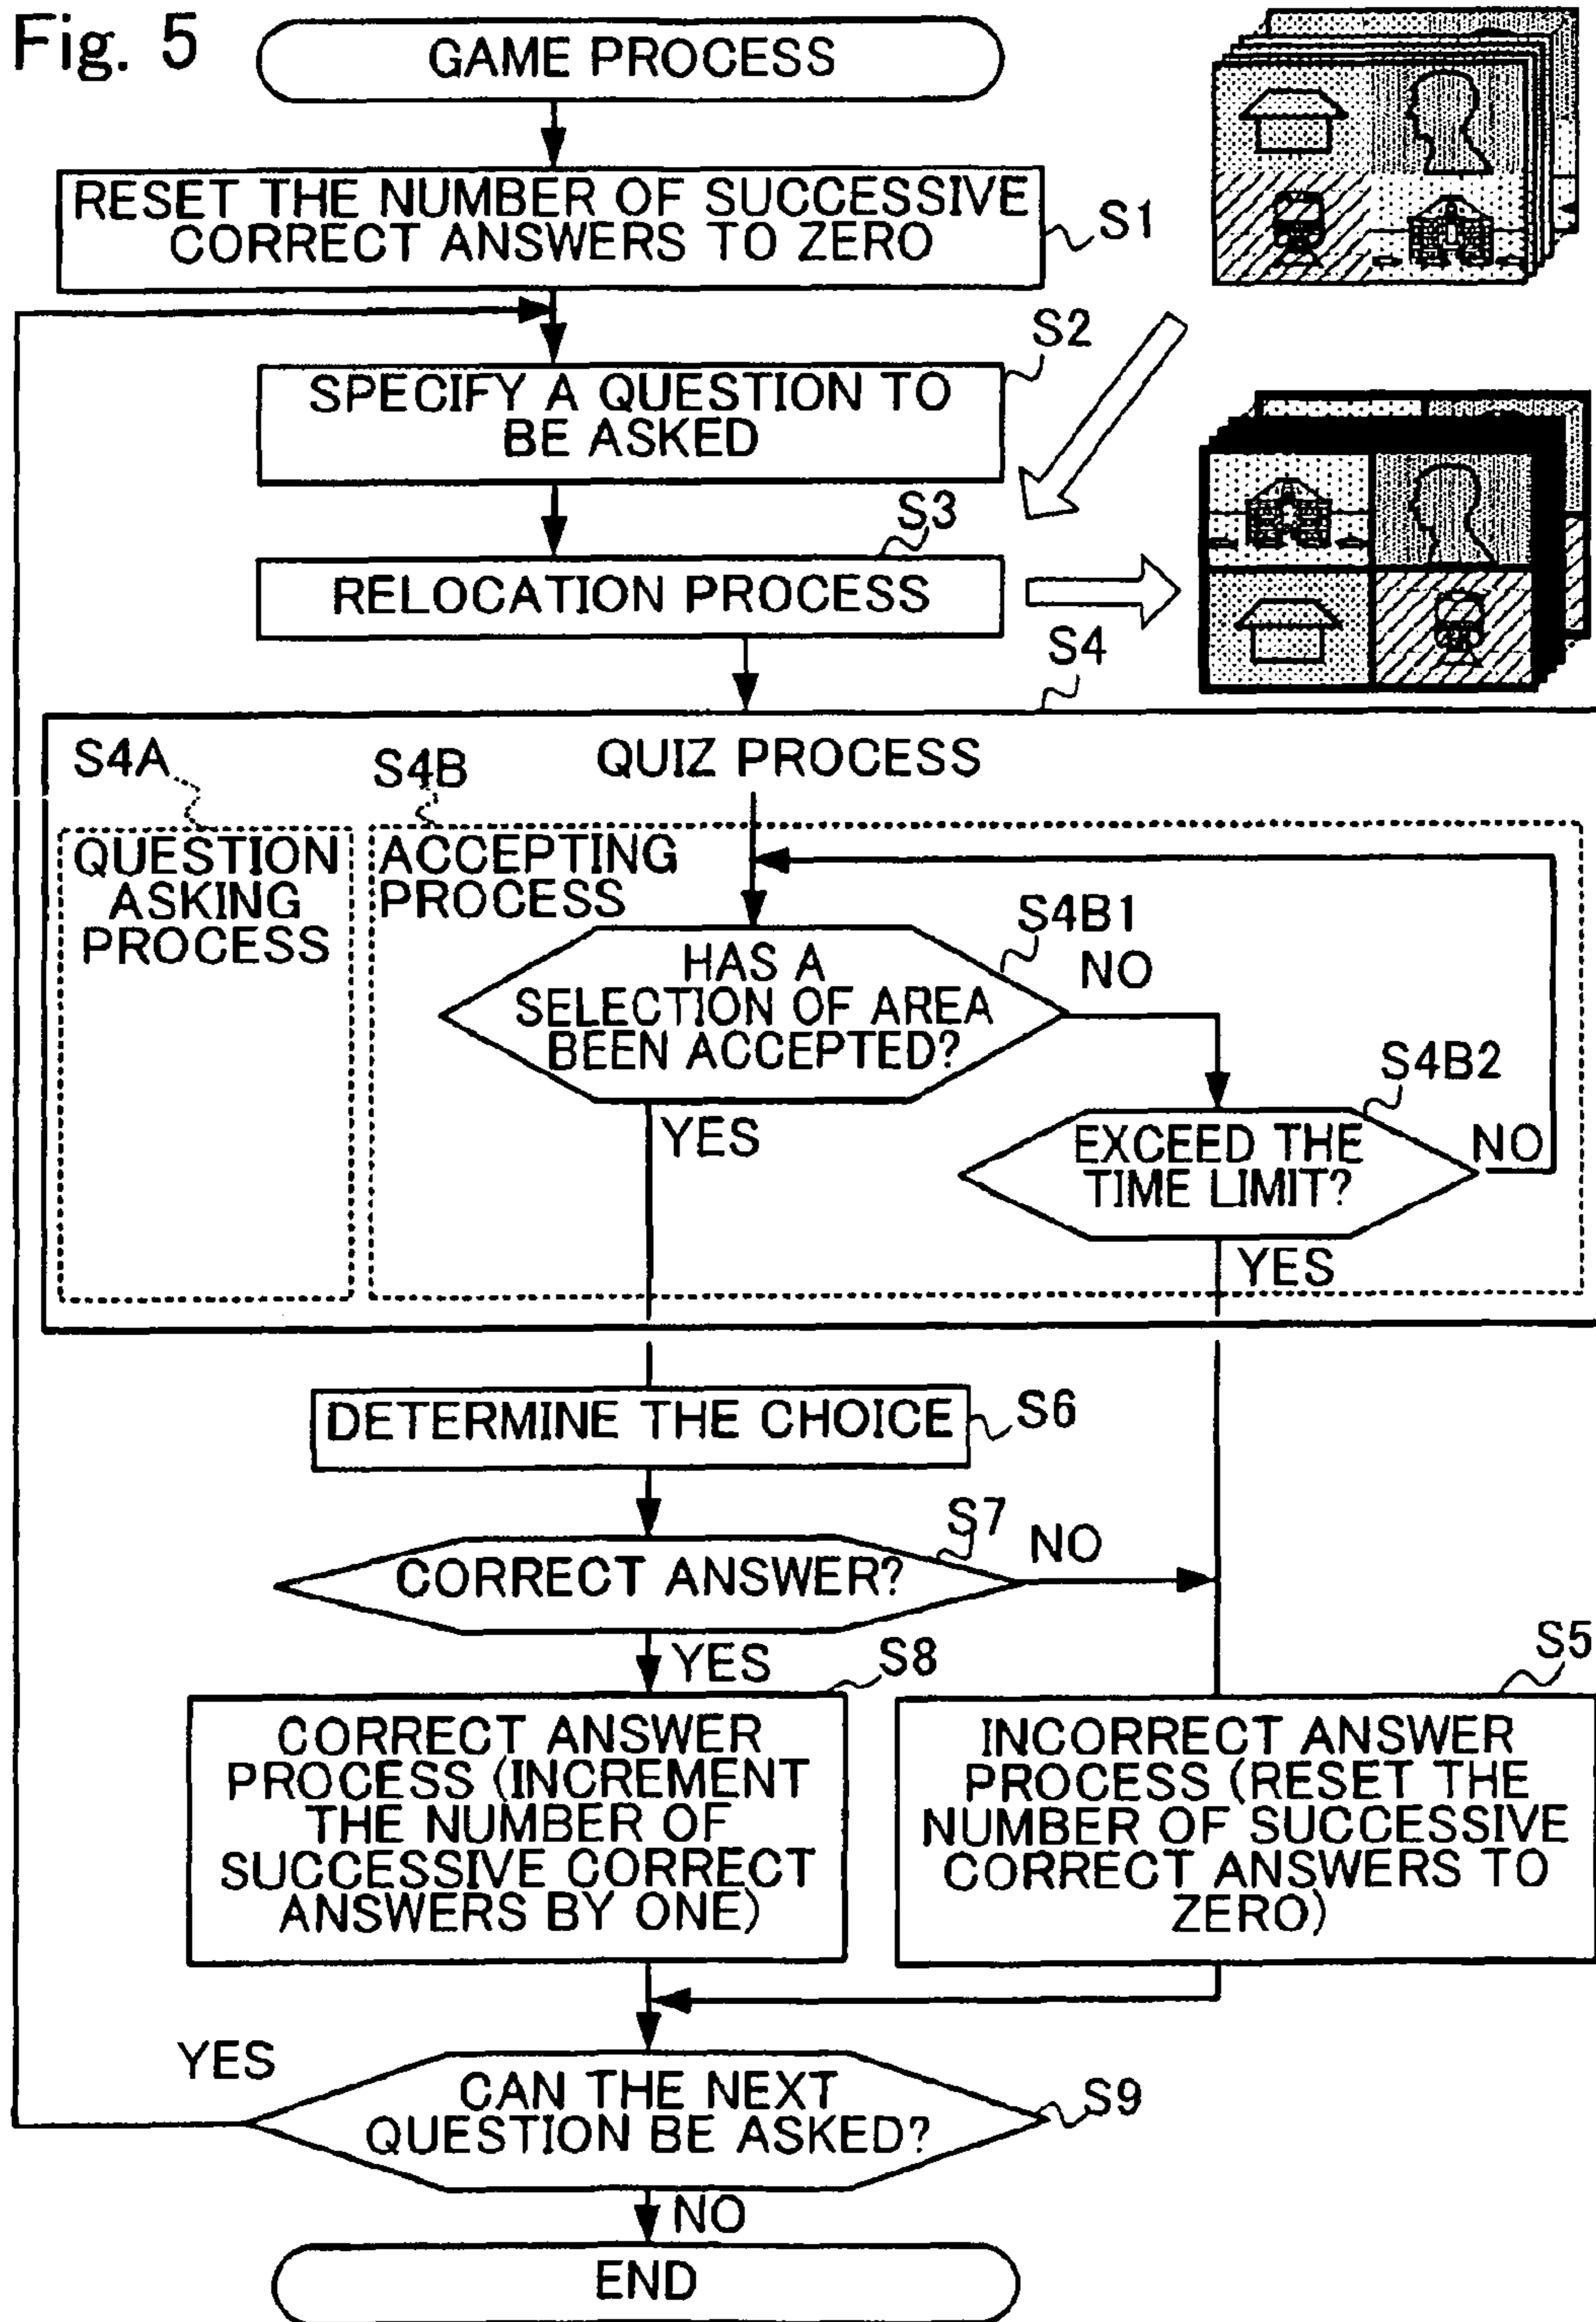 Fig. 5
GAME PROCESS
RESET THE NUMBER OF SUCCESSIVE
CORRECT ANSWERS TO ZERO
S1
S2
SPECIFY A QUESTION TO
BE ASKED
S3
RELOCATION PROCESS
S4
QUIZ PROCESS
S4A
S4B
QUESTION
ASKING
PROCESS
ACCEPTING
PROCESS
S4B1
HAS A
SELECTION OF AREA
BEEN ACCEPTED?
NO
YES
S4B2
EXCEED THE
TIME LIMIT?
NO
YES
DETERMINE THE CHOICE
S6
S7
CORRECT ANSWER?
NO
YES
S8
CORRECT ANSWER
PROCESS (INCREMENT
THE NUMBER OF
SUCCESSIVE CORRECT
ANSWERS BY ONE)
S5
INCORRECT ANSWER
PROCESS (RESET THE
NUMBER OF SUCCESSIVE
CORRECT ANSWERS TO
ZERO)
YES
CAN THE NEXT
QUESTION BE ASKED?
S9
NO
END